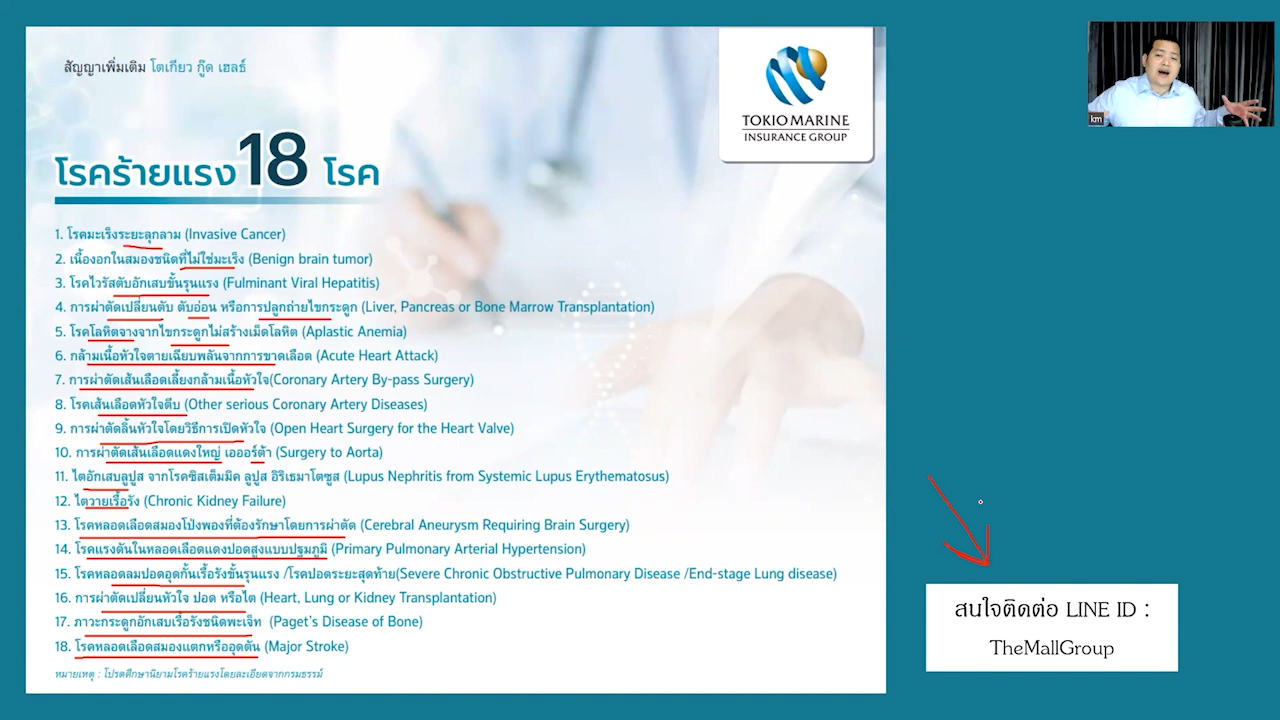 สัญญาเพิ่มเติม โตเกียว กู๊ด เฮลธ์
TOKIO MARINE
INSURANCE GROUP
โรคร้ายแรง 18 โรค
1. โรคมะเร็งระยะลุกลาม (Invasive Cancer)
2. เนื้องอกในสมองชนิดที่ไม่ใช่มะเร็ง (Benign brain tumor)
3. โรคไวรัสตับอักเสบขั้นรุนแรง (Fulminant Viral Hepatitis)
4. การผ่าตัดเปลี่ยนตับ ตับอ่อน หรือการปลูกถ่ายไขกระดูก (Liver, Pancreas or Bone Marrow Transplantation)
5. โรคโลหิตจางจากไขกระดูกไม่สร้างเม็ดโลหิต (Aplastic Anemia)
6. กล้ามเนื้อหัวใจตายเฉียบพลันจากการขาดเลือด (Acute Heart Attack)
7. การผ่าตัดเส้นเลือดเลี้ยงกล้ามเนื้อหัวใจ(Coronary Artery By-pass Surgery)
8. โรคเส้นเลือดหัวใจตีบ (Other serious Coronary Artery Diseases)
9. การผ่าตัดลิ้นหัวใจโดยวิธีการเปิดหัวใจ (Open Heart Surgery for the Heart Valve)
10. การผ่าตัดเส้นเลือดแดงใหญ่ เอออร์ต้า (Surgery to Aorta)
11. ไตอักเสบลูปูส จากโรคซิสเต็มมิค ลูปูส อิริเธมาโตซูส (Lupus Nephritis from Systemic Lupus Erythematosus)
12. ไตวายเรื้อรัง (Chronic Kidney Failure)
13. โรคหลอดเลือดสมองโป่งพองที่ต้องรักษาโดยการผ่าตัด (Cerebral Aneurysm Requiring Brain Surgery)
14. โรคแรงดันในหลอดเลือดแดงปอดสูงแบบปฐมภูมิ (Primary Pulmonary Arterial Hypertension)
15. โรคหลอดลมปอดอุดกั้นเรื้อรังขั้นรุนแรง /โรคปอดระยะสุดท้าย(Severe Chronic Obstructive Pulmonary Disease /End-stage Lung disease)
16. การผ่าตัดเปลี่ยนหัวใจ ปอด หรือไต (Heart, Lung or Kidney Transplantation)
17. ภาวะกระดูกอักเสบเรื้อรังชนิดพะเจ็ท (Paget's Disease of Bone)
18. โรคหลอดเลือดสมองแตกหรืออุดตัน (Major Stroke)
หมายเหตุ : โปรดศึกษานิยามโรคร้ายแรงโดยละเอียดจากกรมธรรม์
km
สนใจติดต่อ LINE ID :
TheMallGroup